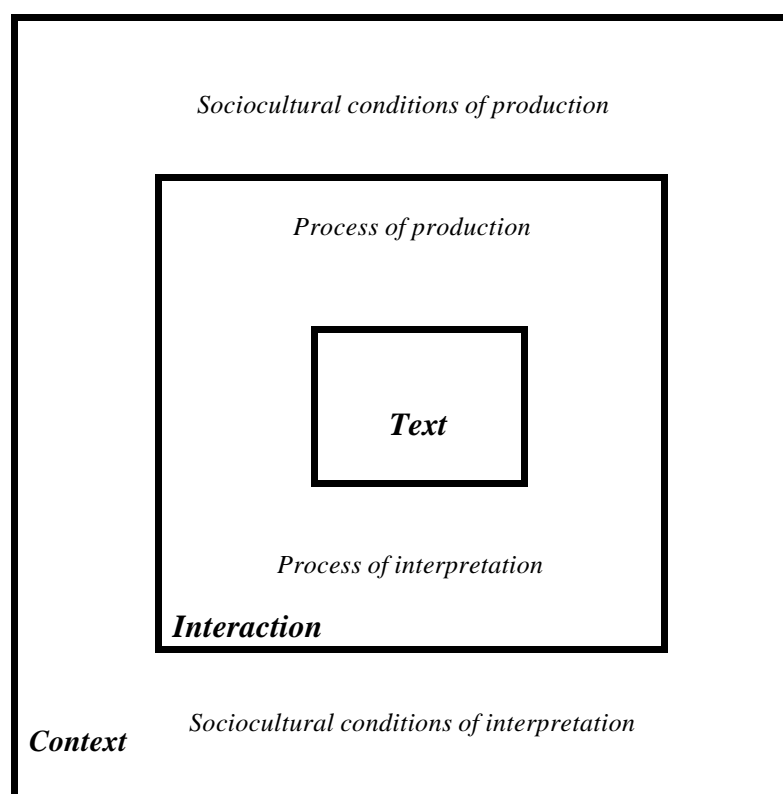 Sociocultural conditions of production
Process of production
Text
Process of interpretation
Interaction
Sociocultural conditions of interpretation
Context